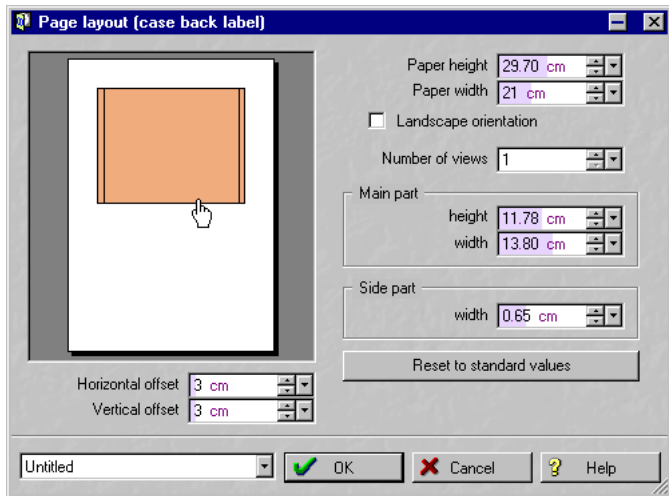 Page layout (case back label)
Paper height 29.70 cm
Paper width 21 cm
Landscape orientation
Number of views 1
Main part
height 11.78 cm
width 13.80 cm
Side part
width 0.65 cm
Reset to standard values
Horizontal offset 3 cm
Vertical offset 3 cm
Untitled OK Cancel Help